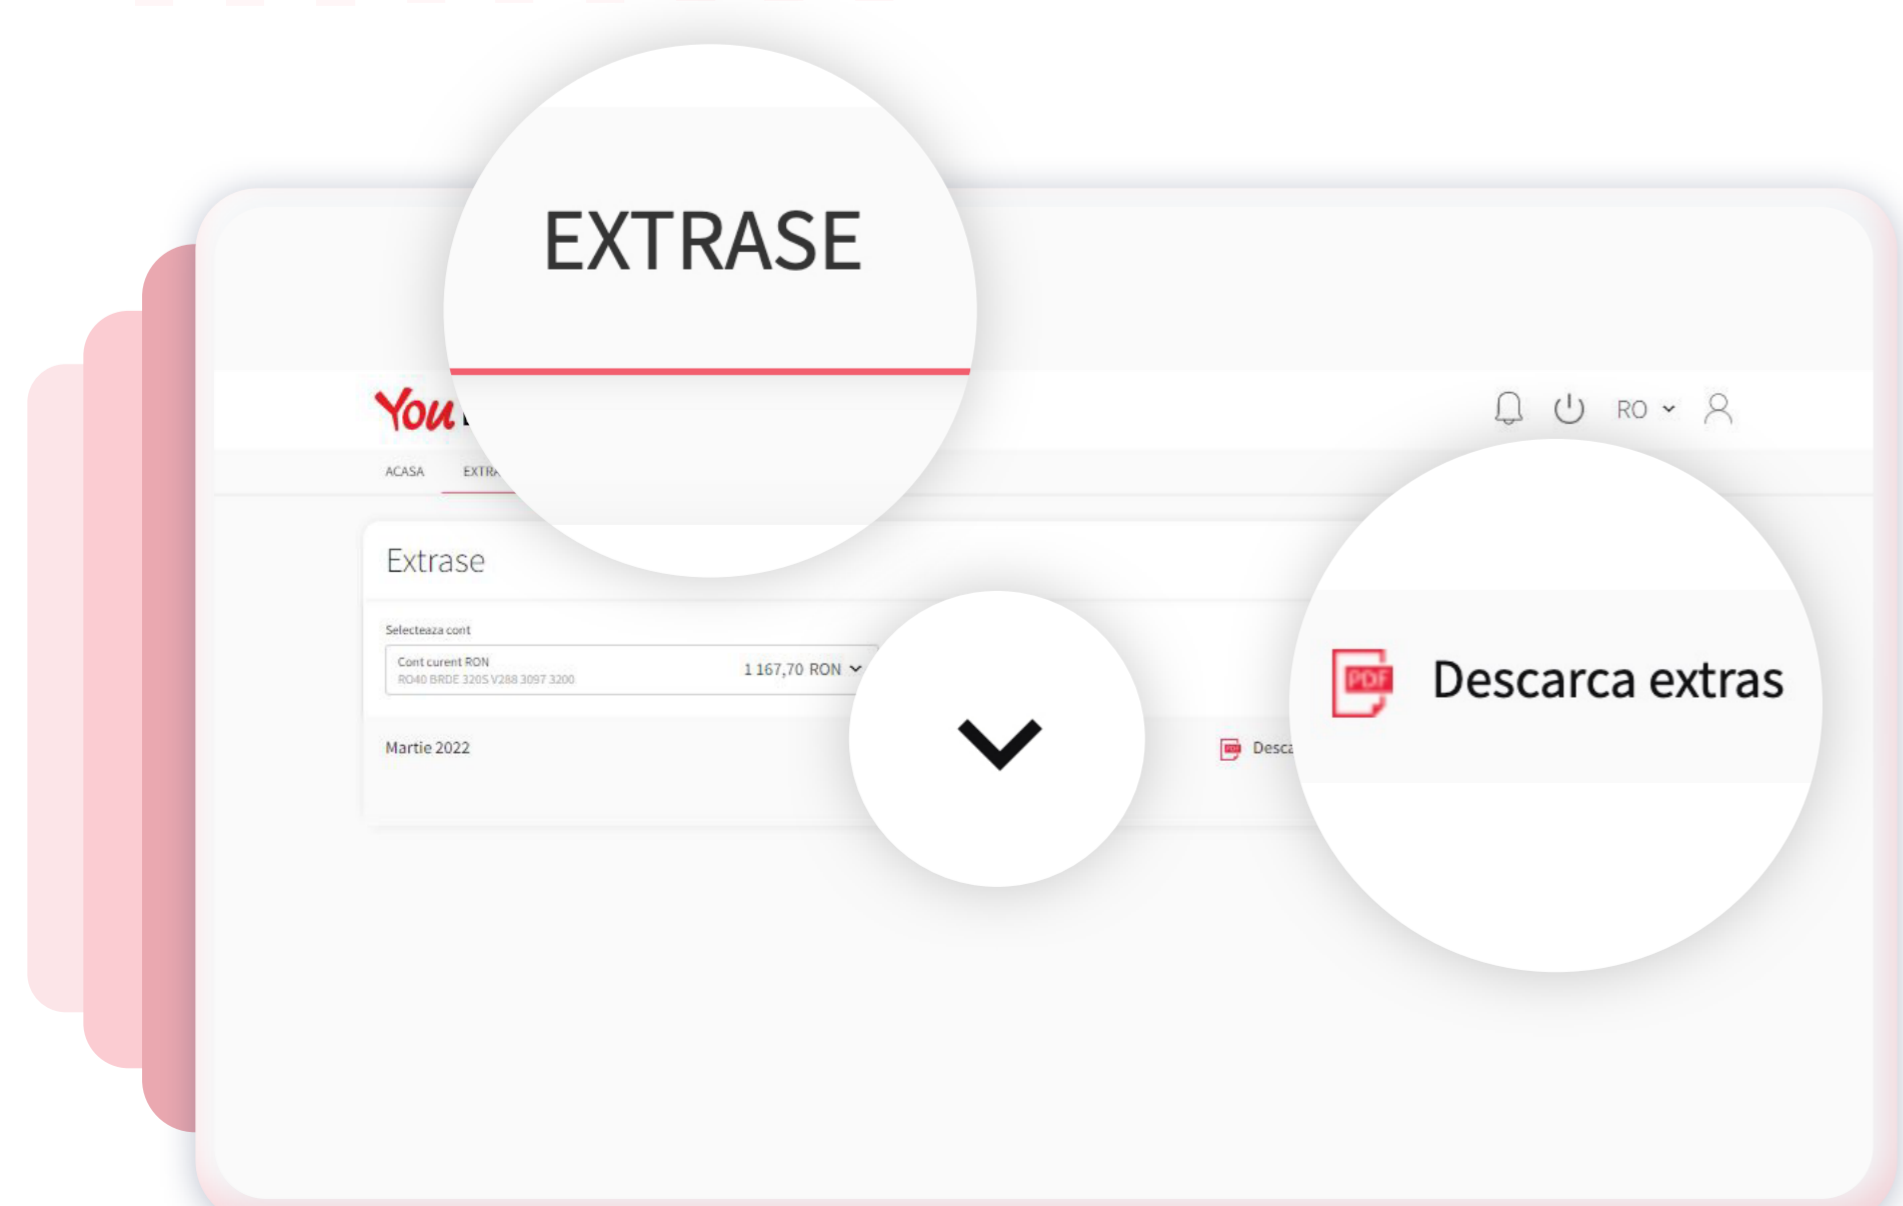 EXTRASE
You
RO
ACASA
Extrase
Selecteaza cont
Cont curent RON
1 167,70 RON
RO40 BRDE 320S V288 3097 3200
PDF Descarca extras
Martie 2022
PDF